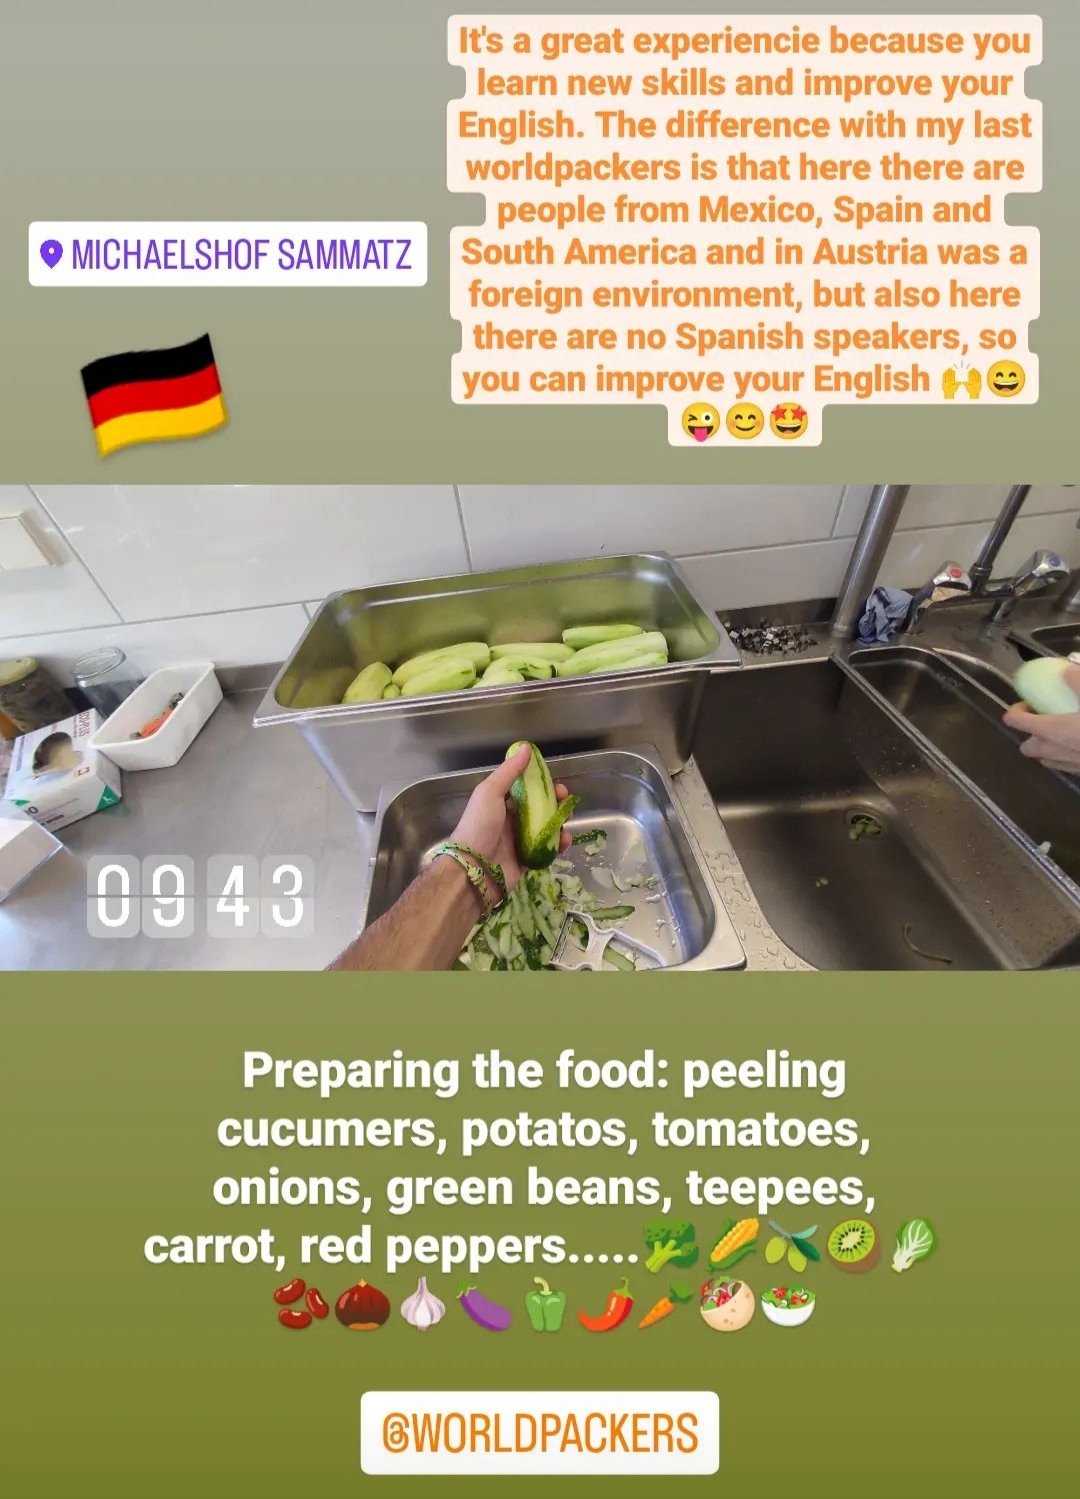 It's a great experiencie because you
learn new skills and improve your
English. The difference with my last
worldpackers is that here there are
people from Mexico, Spain and
South America and in Austria was a
foreign environment, but also here
there are no Spanish speakers, so
you can improve your English 🙌😄
😜😊🤩
MICHAELSHOF SAMMATZ
09 43
Preparing the food: peeling
cucumers, potatos, tomatoes,
onions, green beans, teepees,
carrot, red peppers.....🥦🌽🫒🥝🥬
🫘🌰🧄🍆🫑🌶️🥕🥙🥗
@WORLDPACKERS